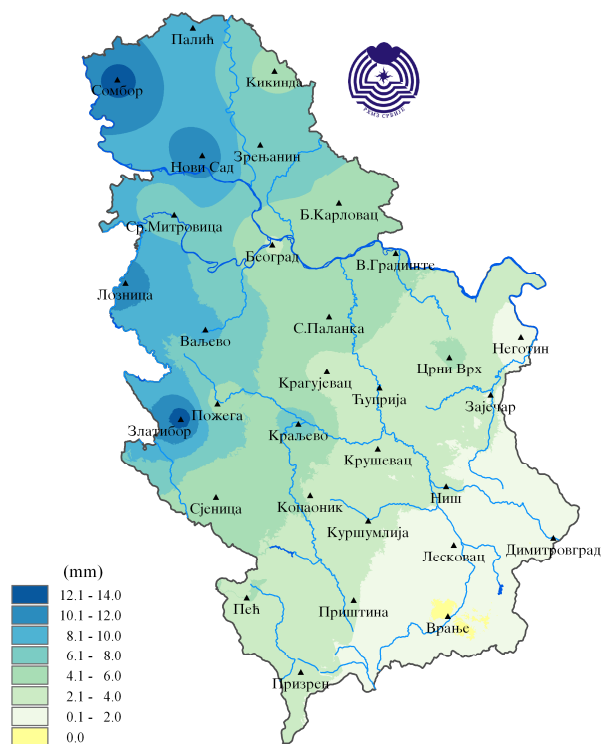 Палић
Сомбор
Кикинда
РХМЗ СРБИЈЕ
Нови Сад
Зрењанин
Б.Карловац
Ср.Митровица
Београд
В.Градиште
Лозница
Ваљево
С.Паланка
Неготин
Црни Врх
Крагујевац
Ћуприја
Зајечар
Пожега
Златибор
Краљево
Крушевац
Сјеница
Копаоник
Ниш
Куршумлија
Димитровград
Лесковац
(mm)
12.1 - 14.0
10.1 - 12.0
8.1 - 10.0
6.1 - 8.0
4.1 - 6.0
2.1 - 4.0
0.1 - 2.0
0.0
Пећ
Приштина
Врање
Призрен